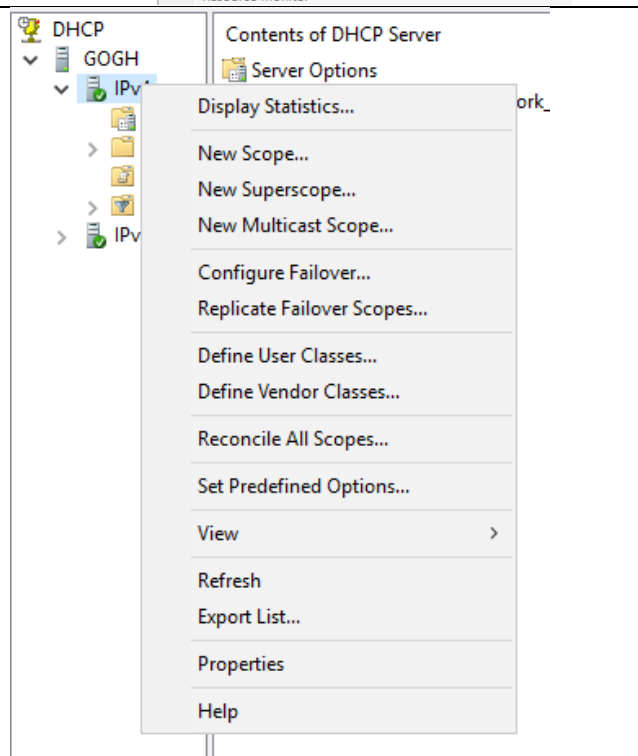 DHCP
GOGH
IPv4
IPv
Contents of DHCP Server
Server Options
ork_
Display Statistics...
New Scope...
New Superscope...
New Multicast Scope...
Configure Failover...
Replicate Failover Scopes...
Define User Classes...
Define Vendor Classes...
Reconcile All Scopes...
Set Predefined Options...
View
Refresh
Export List...
Properties
Help